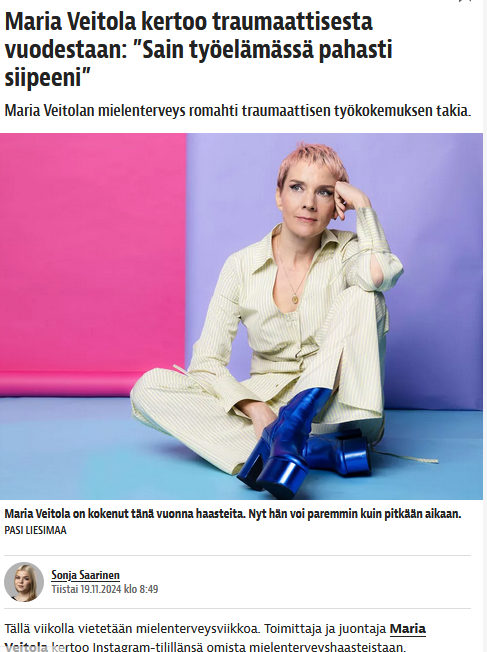 Maria Veitola kertoo traumaattisesta
vuodestaan: ”Sain työelämässä pahasti
siipeeni”
Maria Veitolan mielenterveys romahti traumaattisen työkokemuksen takia.
Maria Veitola on kokenut tänä vuonna haasteita. Nyt hän voi paremmin kuin pitkään aikaan.
PASI LIESIMAA
Sonja Saarinen
Tiistai 19.11.2024 klo 8:49
Tällä viikolla vietetään mielenterveysviikkoa. Toimittaja ja juontaja Maria
Veitola kertoo Instagram-tilillänsä omista mielenterveyshaasteistaan.